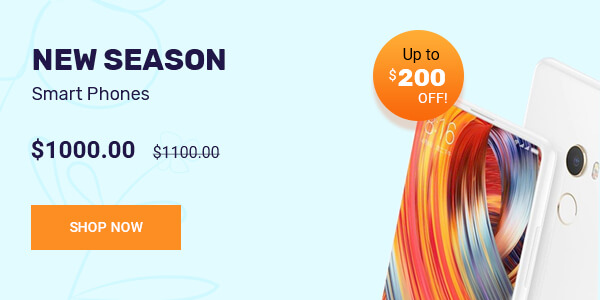 NEW SEASON
Smart Phones
$1000.00 $1100.00
SHOP NOW
Up to
$200
OFF!